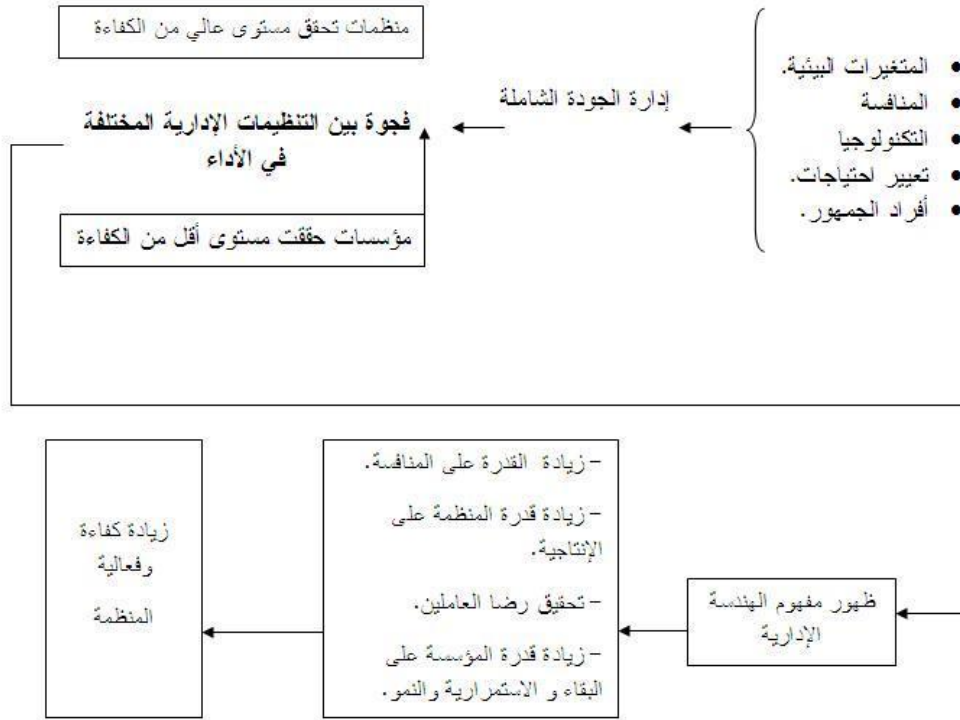 • المتغيرات البيئية.
• المنافسة
• التكنولوجيا
• تعيير احتياجات.
• أفراد الجمهور.
إدارة الجودة الشاملة
منظمات تحقق مستوى عالي من الكفاءة
فجوة بين التنظيمات الإدارية المختلفة
في الأداء
مؤسسات حققت مستوى أقل من الكفاءة
ظهور مفهوم الهندسة
الإدارية
- زيادة القدرة على المنافسة.
- زيادة قدرة المنظمة على
الإنتاجية.
- تحقيق رضا العاملين.
- زيادة قدرة المؤسسة على
البقاء و الاستمرارية والنمو.
زيادة كفاءة
وفعالية
المنظمة